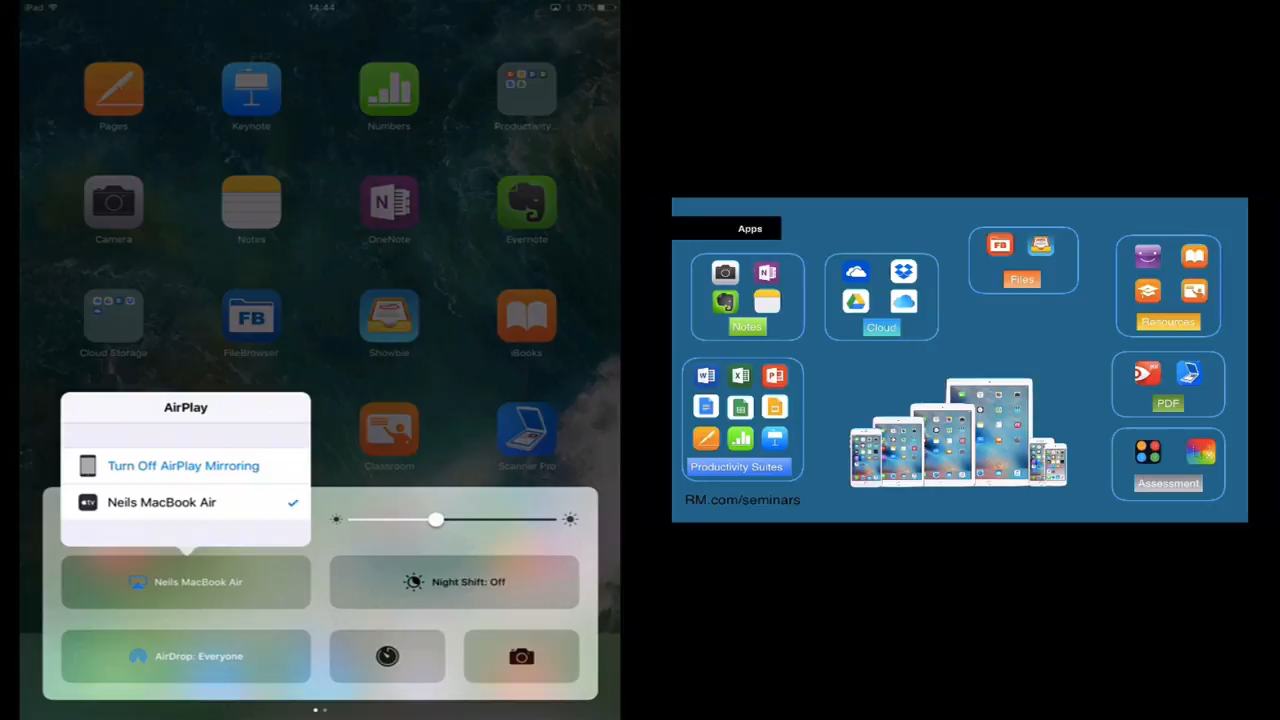 iPad
14:44
37%
Pages
Keynote
Numbers
Productivity...
Camera
Notes
OneNote
Evernote
Cloud Storage
FileBrowser
Showbie
iBooks
Classroom
Scanner Pro
FB
N
AirPlay
Turn Off AirPlay Mirroring
Neils MacBook Air
Neils MacBook Air
Night Shift: Off
AirDrop: Everyone
Apps
Notes
Cloud
FB
Files
Resources
PDF
Assessment
Productivity Suites
RM.com/seminars